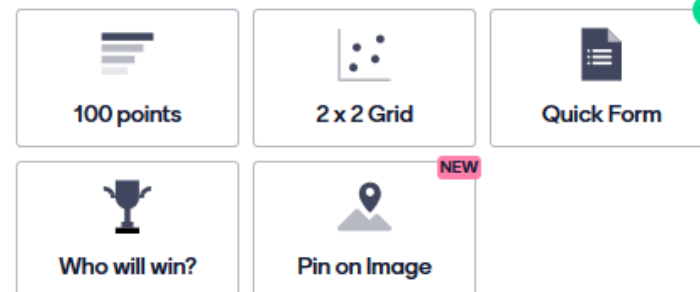 100 points
2 x 2 Grid
Quick Form
NEW
Who will win?
Pin on Image